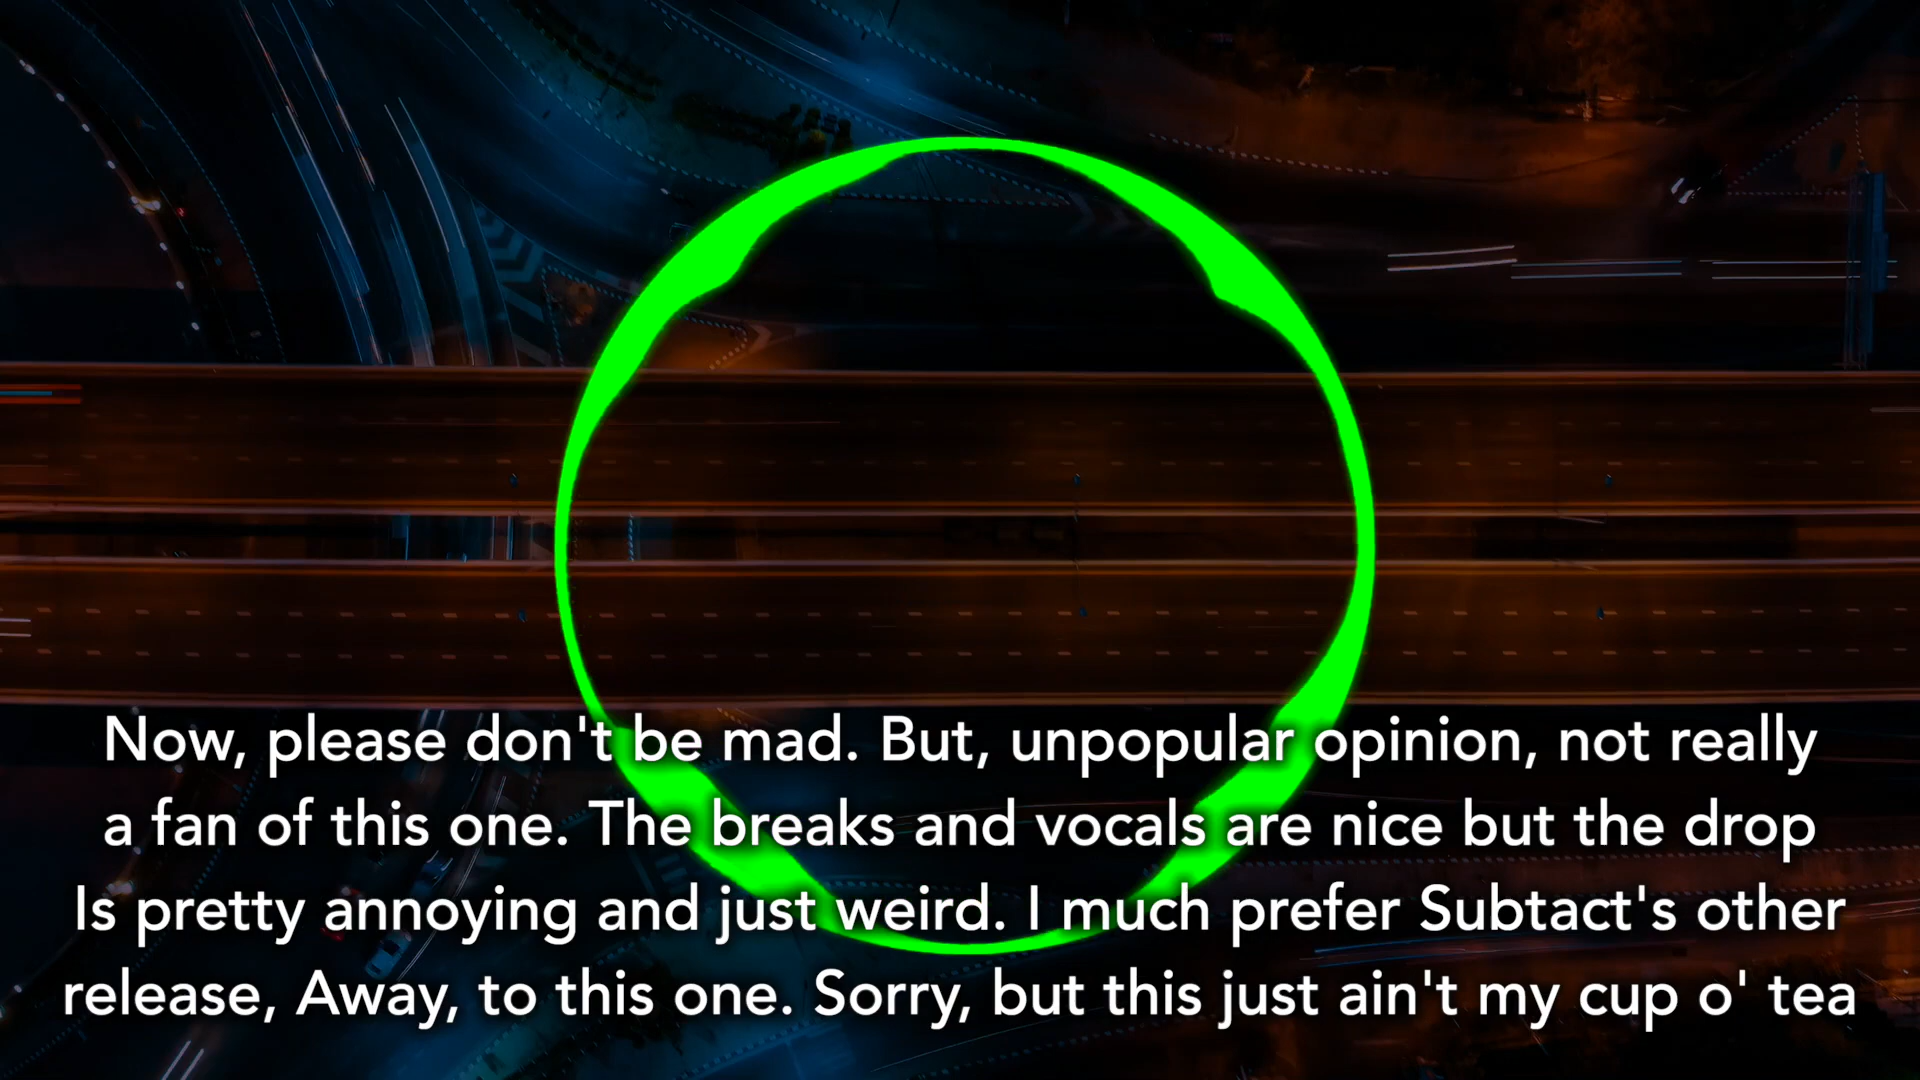 Now, please don't be mad. But, unpopular opinion, not really
a fan of this one. The breaks and vocals are nice but the drop
Is pretty annoying and just weird. I much prefer Subtact's other
release, Away, to this one. Sorry, but this just ain't my cup o' tea